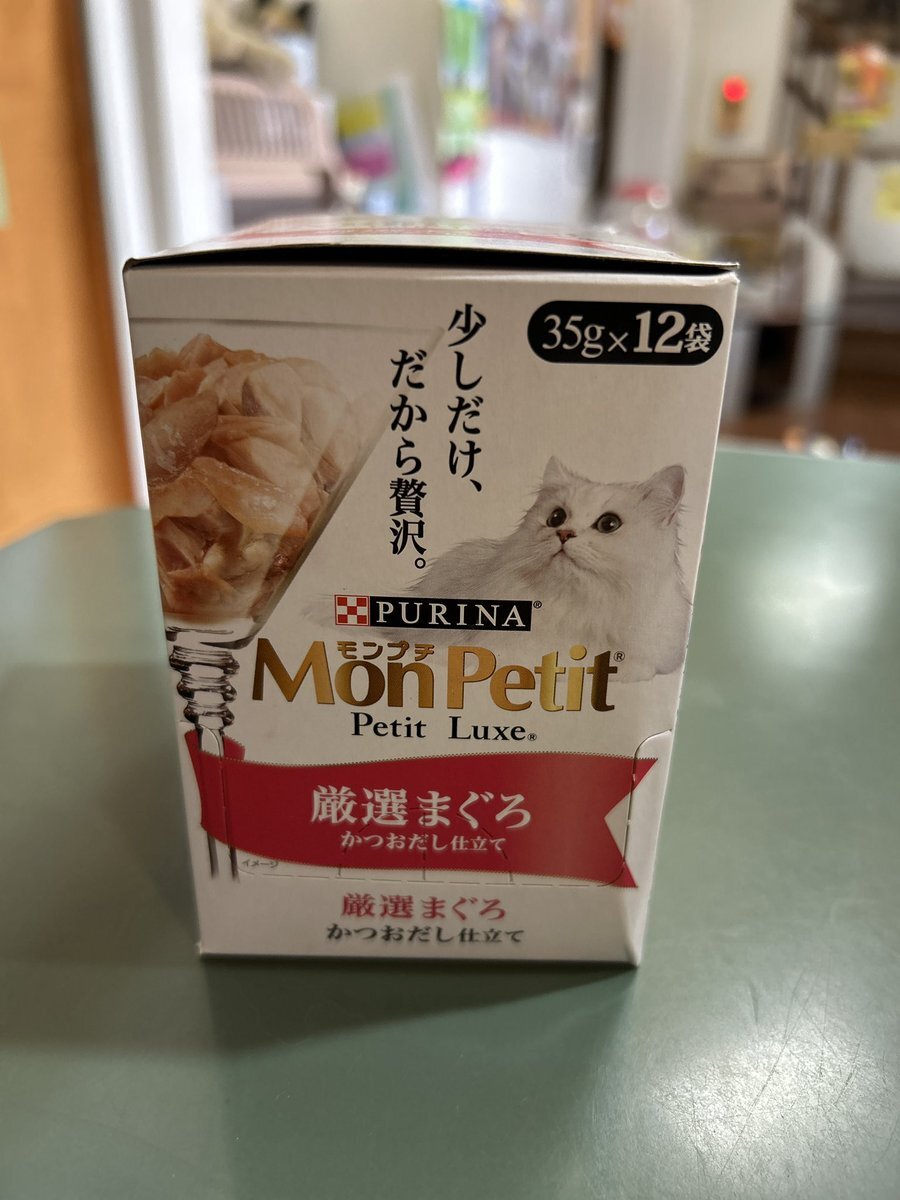 35g×12袋
少しだけ、
だから贅沢。
PURINA®
モンプチ
MonPetit®
Petit Luxe®
厳選まぐろ
かつおだし仕立て
イメージ
厳選まぐろ
かつおだし仕立て